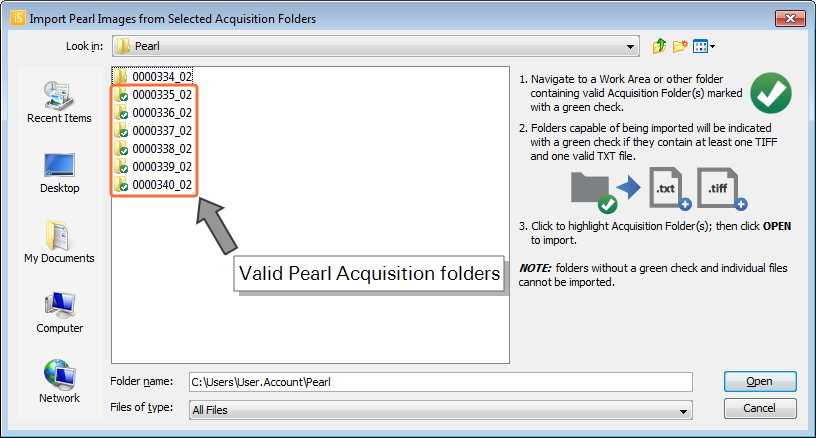 iS Import Pearl Images from Selected Acquisition Folders
Look in: Pearl
Recent Items
Desktop
My Documents
Computer
Network
0000334_02
0000335_02
0000336_02
0000337_02
0000338_02
0000339_02
0000340_02
Valid Pearl Acquisition folders
1. Navigate to a Work Area or other folder
containing valid Acquisition Folder(s) marked
with a green check.
2. Folders capable of being imported will be indicated
with a green check if they contain at least one TIFF
and one valid TXT file.
.txt .tiff
3. Click to highlight Acquisition Folder(s); then click OPEN
to import.
NOTE: folders without a green check and individual files
cannot be imported.
Folder name: C:\Users\User.Account\Pearl Open
Files of type: All Files Cancel